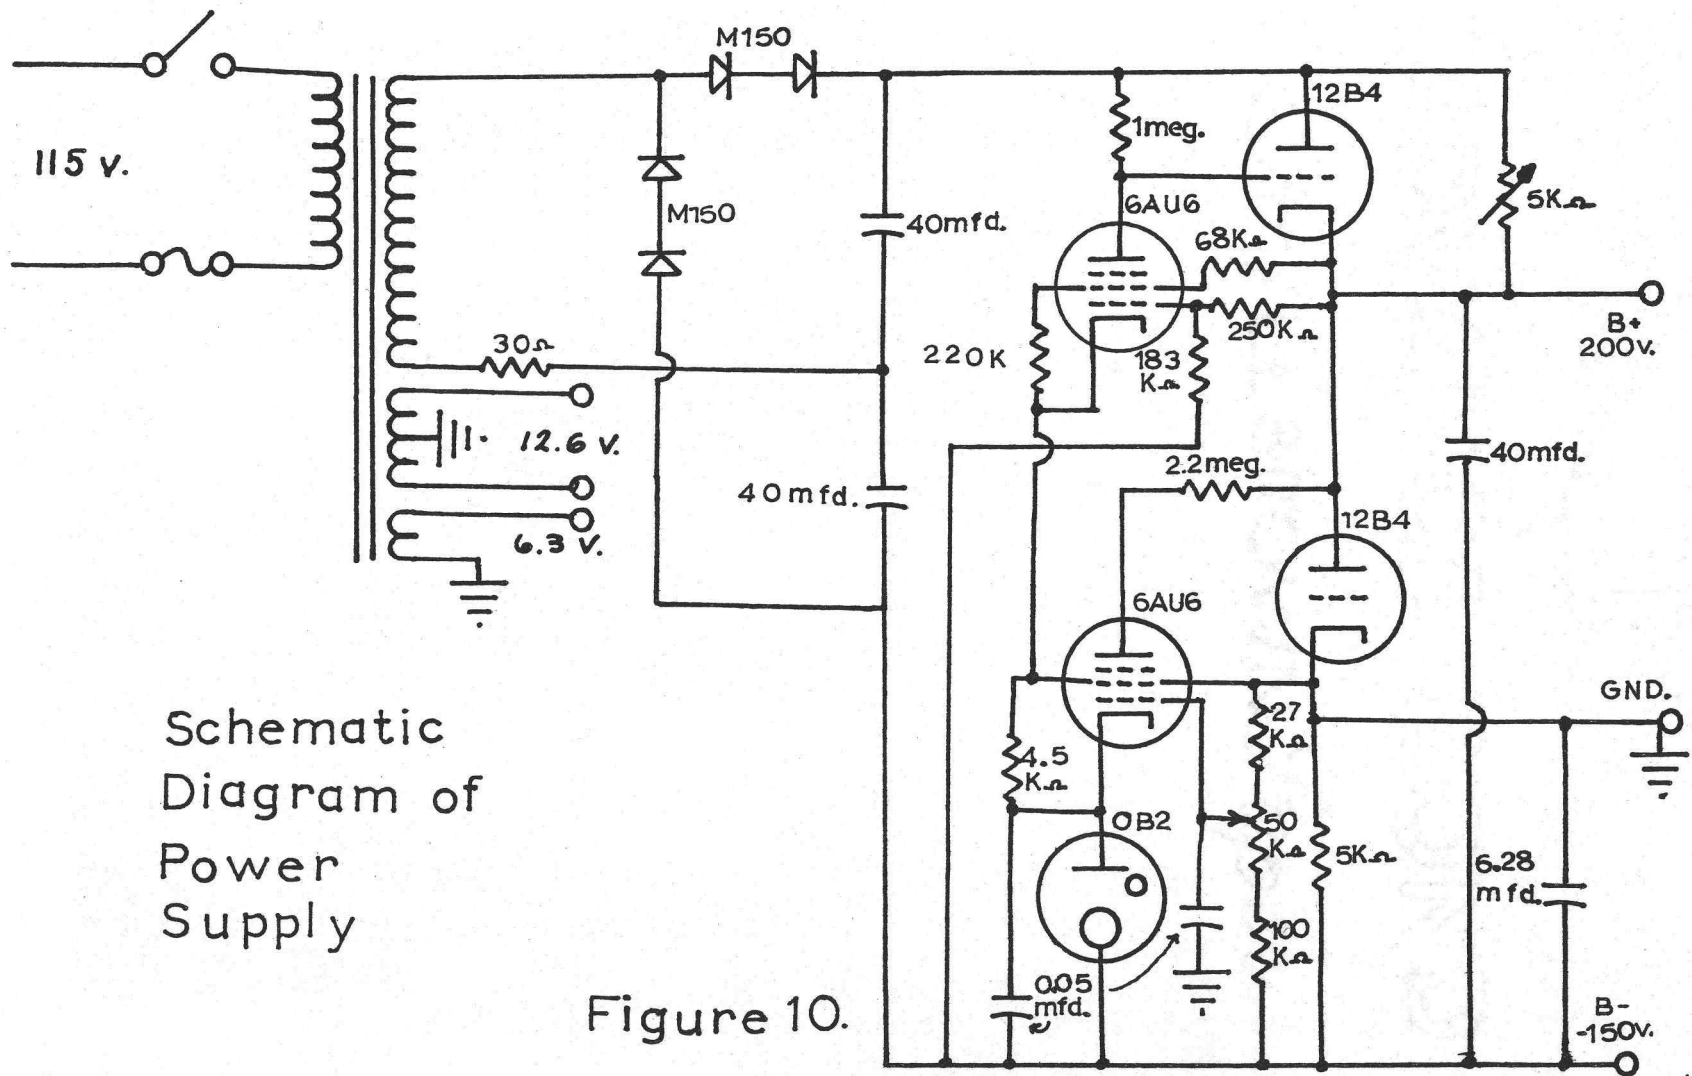 M150
12B4
115 v.
1meg.
M150
6AU6
5KΩ
40mfd.
68KΩ
30Ω
220K
250KΩ
183
KΩ
B+
200v.
12.6 v.
2.2meg.
40mfd.
40mfd.
6.3 v.
12B4
6AU6
GND.
Schematic
Diagram of
Power
Supply
27
KΩ
4.5
KΩ
OB2
50
KΩ
5KΩ
6.28
mfd.
100
KΩ
0.05
mfd.
Figure 10.
B-
-150v.